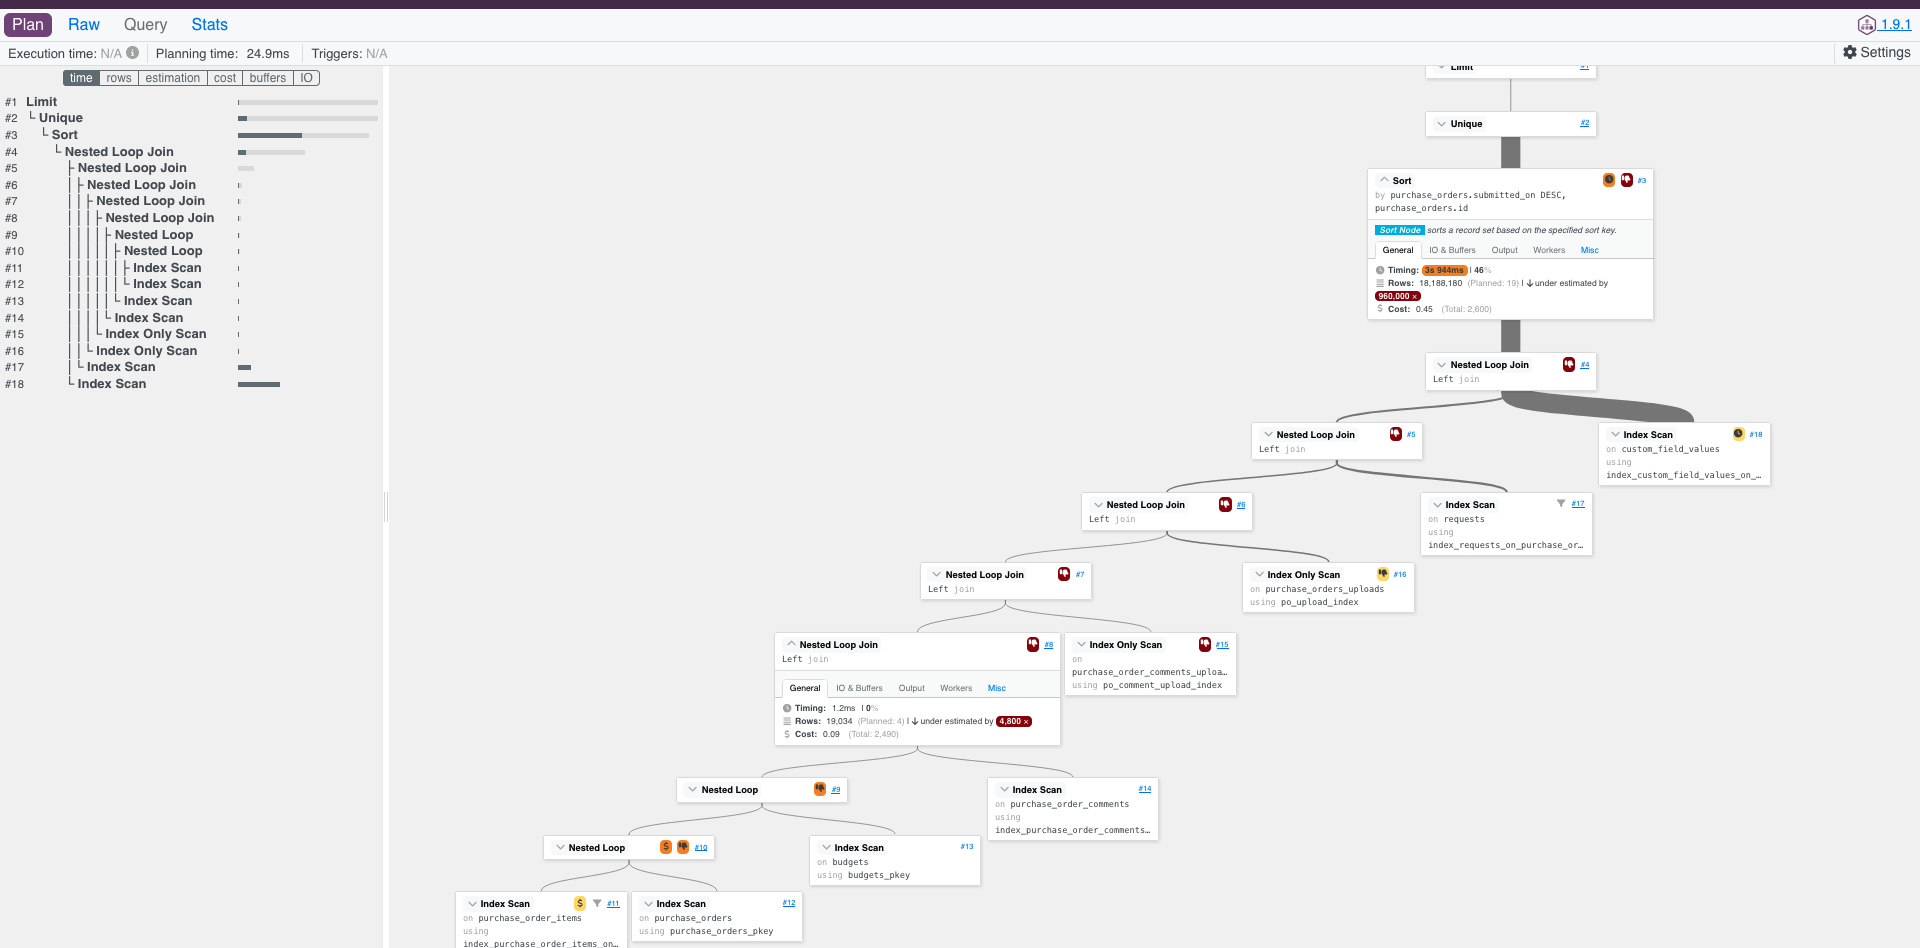 Plan Raw Query Stats 1.9.1
Execution time: N/A Planning time: 24.9ms Triggers: N/A Settings
time rows estimation cost buffers IO
#1 Limit
#2 └ Unique
#3 └ Sort
#4 └ Nested Loop Join
#5 ├ Nested Loop Join
#6 │├ Nested Loop Join
#7 ││├ Nested Loop Join
#8 │││├ Nested Loop Join
#9 ││││├ Nested Loop
#10 │││││├ Nested Loop
#11 ││││││├ Index Scan
#12 ││││││└ Index Scan
#13 │││││└ Index Scan
#14 ││││└ Index Scan
#15 │││└ Index Only Scan
#16 ││└ Index Only Scan
#17 │└ Index Scan
#18 └ Index Scan
Limit #1
Unique #2
Sort #3
by purchase_orders.submitted_on DESC,
purchase_orders.id
Sort Node sorts a record set based on the specified sort key.
General IO & Buffers Output Workers Misc
Timing: 3s 944ms | 46%
Rows: 18,188,180 (Planned: 19) | ↓ under estimated by
960,000 ×
$ Cost: 0.45 (Total: 2,600)
Nested Loop Join #4
Left join
Nested Loop Join #5
Left join
Index Scan #18
on custom_field_values
using
index_custom_field_values_on_…
Nested Loop Join #6
Left join
Index Scan #17
on requests
using
index_requests_on_purchase_or…
Nested Loop Join #7
Left join
Index Only Scan #16
on purchase_orders_uploads
using po_upload_index
Nested Loop Join #8
Left join
General IO & Buffers Output Workers Misc
Timing: 1.2ms | 0%
Rows: 19,034 (Planned: 4) | ↓ under estimated by 4,800 ×
$ Cost: 0.09 (Total: 2,490)
Index Only Scan #15
on
purchase_order_comments_uploa…
using po_comment_upload_index
Nested Loop #9
Index Scan #14
on purchase_order_comments
using
index_purchase_order_comments…
Nested Loop $ #10
Index Scan #13
on budgets
using budgets_pkey
Index Scan $ #11
on purchase_order_items
using
index_purchase_order_items_on…
Index Scan #12
on purchase_orders
using purchase_orders_pkey